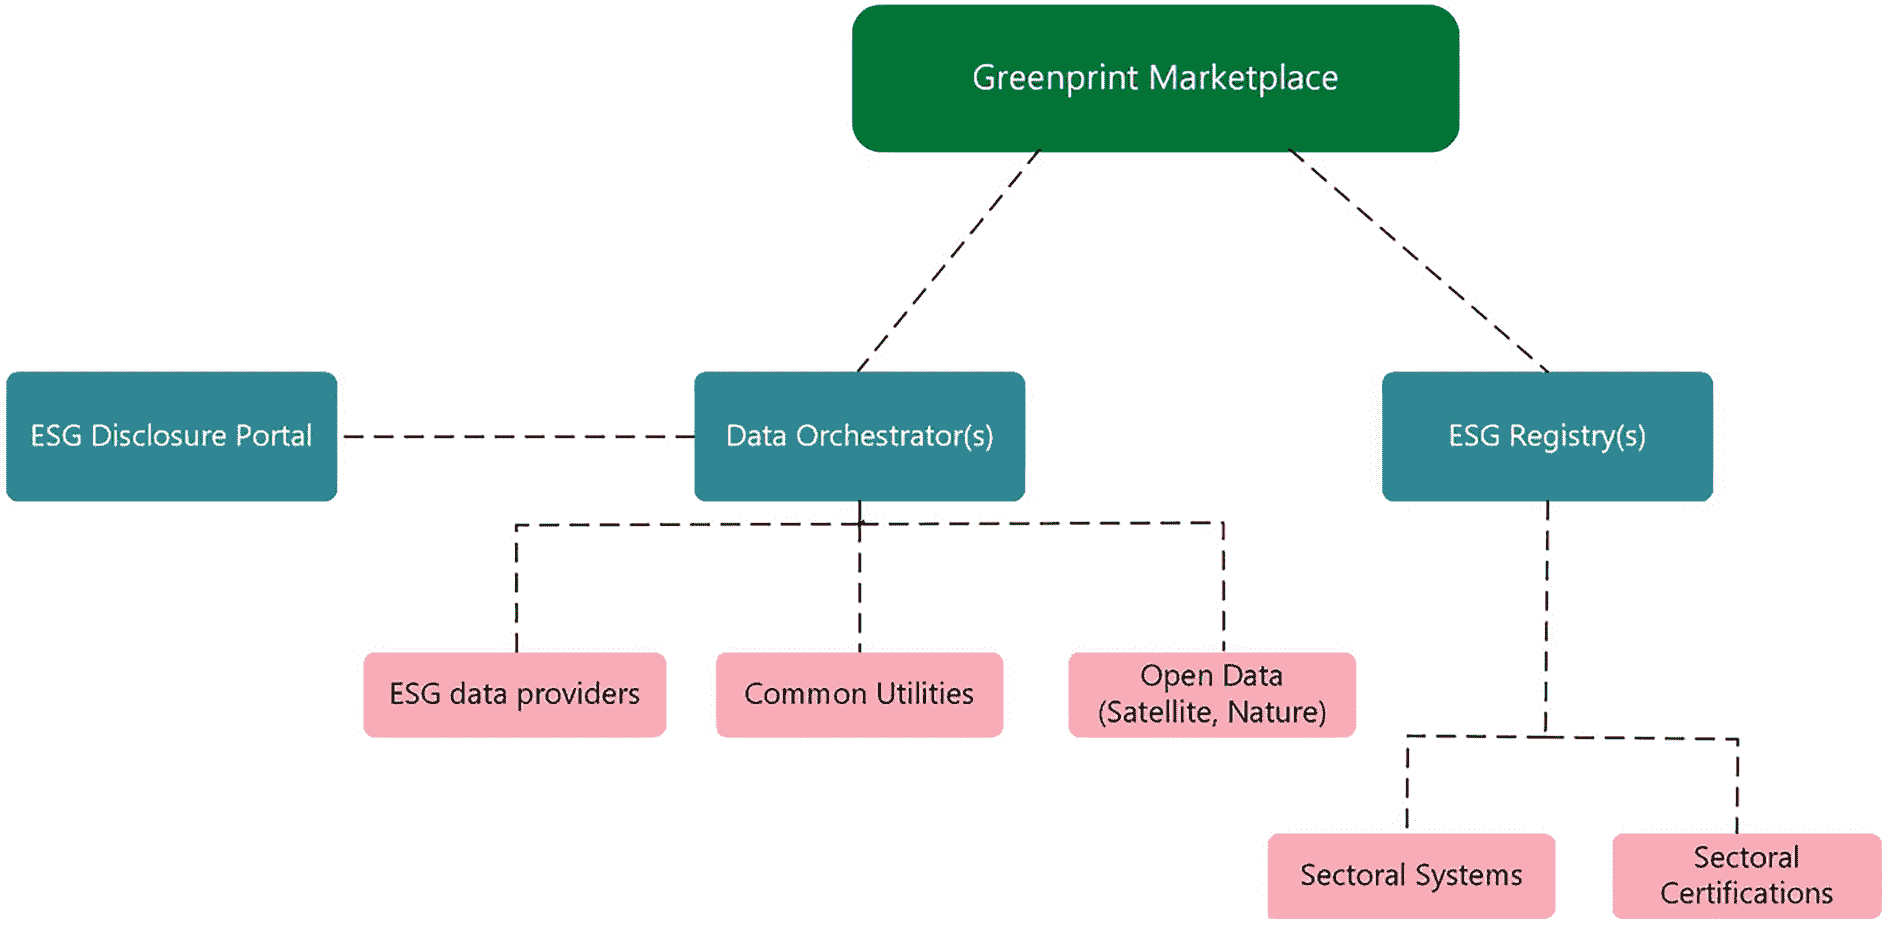 Greenprint Marketplace
ESG Disclosure Portal
Data Orchestrator(s)
ESG Registry(s)
ESG data providers
Common Utilities
Open Data
(Satellite, Nature)
Sectoral Systems
Sectoral
Certifications